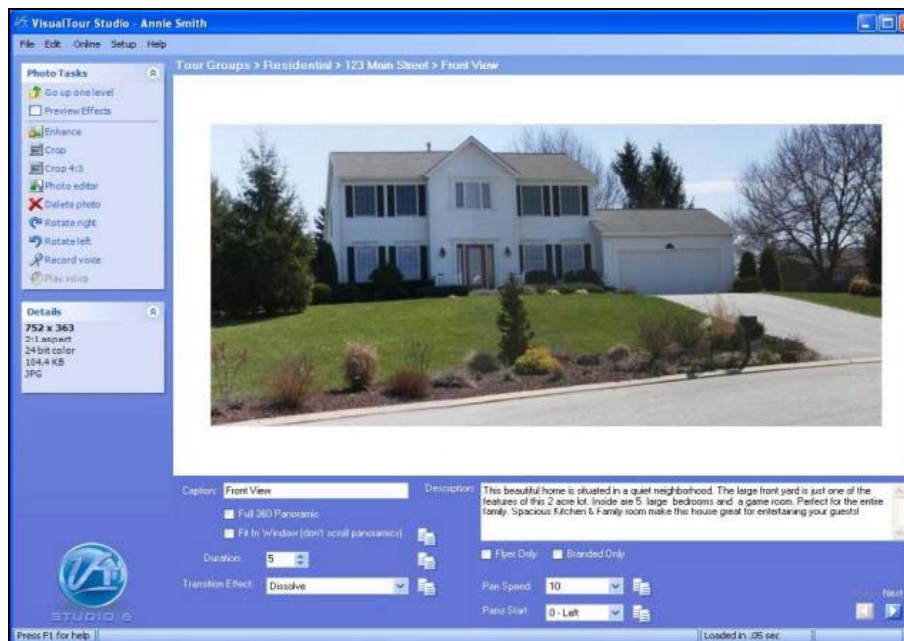 VisualTour Studio - Annie Smith
File Edit Online Setup Help
Photo Tasks
Go up one level
Preview Effects
Enhance
Crop
Crop 4:3
Photo editor
Delete photo
Rotate right
Rotate left
Record voice
Play voice
Details
752 x 363
2:1 aspect
24 bit color
104.4 KB
JPG
Tour Groups > Residential > 123 Main Street > Front View
Caption: Front View
Full 360 Panoramic
Fit In Window (don't scroll panoramics)
Duration: 5
Transition Effect: Dissolve
Description: This beautiful home is situated in a quiet neighborhood. The large front yard is just one of the
features of this 2 acre lot. Inside are 5 large bedrooms and a game room. Perfect for the entire
family. Spacious Kitchen & Family room make this house great for entertaining your guests!
Flyer Only Branded Only
Pan Speed: 10
Pano Start: 0 - Left
Next
STUDIO 6
Press F1 for help
Loaded in .05 sec